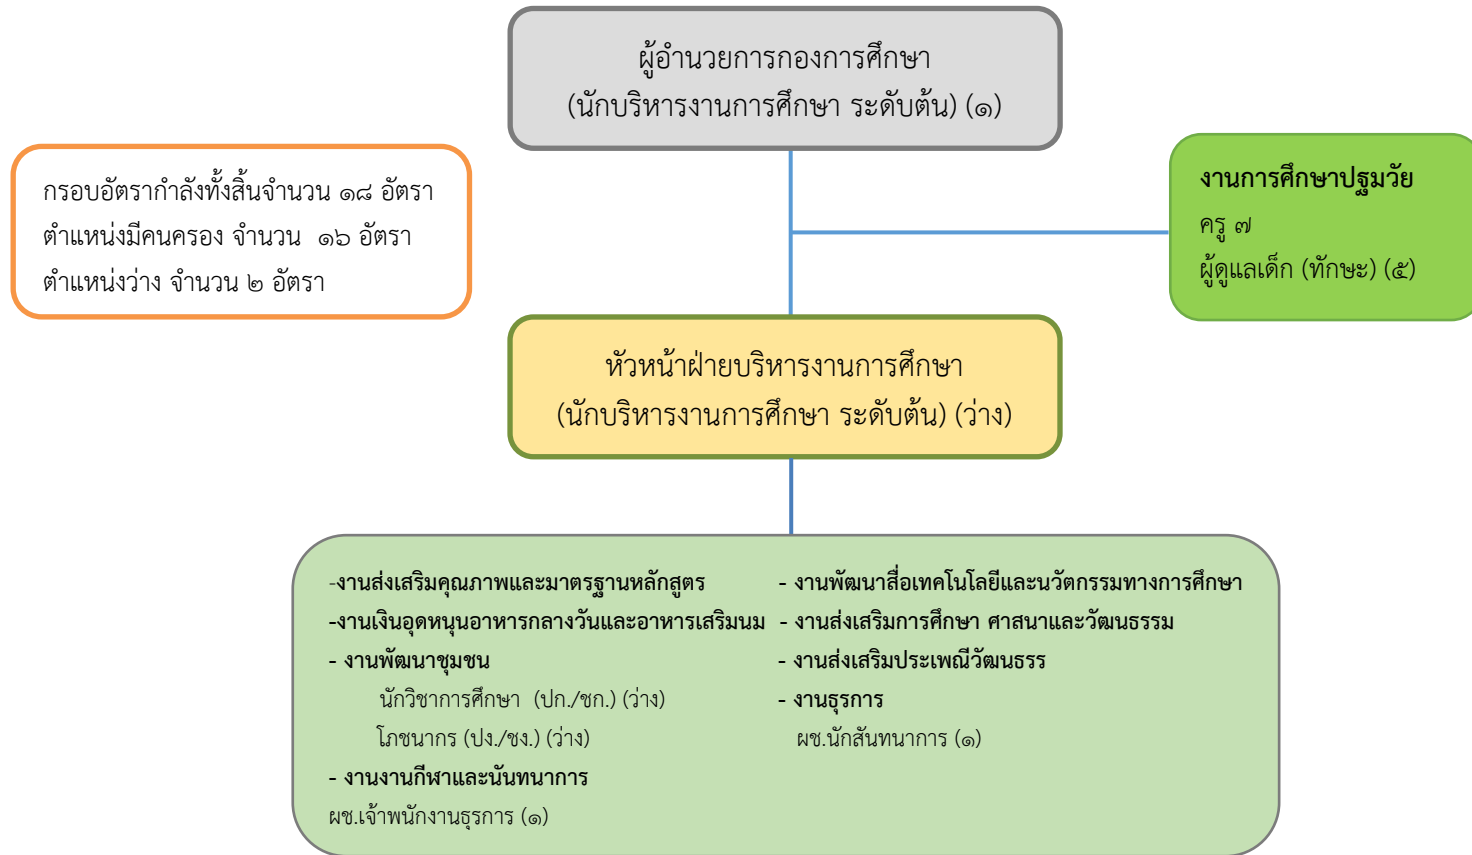 ผู้อำนวยการกองการศึกษา
(นักบริหารงานการศึกษา ระดับต้น) (๑)
กรอบอัตรากำลังทั้งสิ้นจำนวน ๑๘ อัตรา
ตำแหน่งมีคนครอง จำนวน ๑๖ อัตรา
ตำแหน่งว่าง จำนวน ๒ อัตรา
งานการศึกษาปฐมวัย
ครู ๗
ผู้ดูแลเด็ก (ทักษะ) (๕)
หัวหน้าฝ่ายบริหารงานการศึกษา
(นักบริหารงานการศึกษา ระดับต้น) (ว่าง)
-งานส่งเสริมคุณภาพและมาตรฐานหลักสูตร
-งานเงินอุดหนุนอาหารกลางวันและอาหารเสริมนม
- งานพัฒนาชุมชน
นักวิชาการศึกษา (ปก./ชก.) (ว่าง)
โภชนากร (ปง./ชง.) (ว่าง)
- งานงานกีฬาและนันทนาการ
ผช.เจ้าพนักงานธุรการ (๑)
- งานพัฒนาสื่อเทคโนโลยีและนวัตกรรมทางการศึกษา
- งานส่งเสริมการศึกษา ศาสนาและวัฒนธรรม
- งานส่งเสริมประเพณีวัฒนธรร
- งานธุรการ
ผช.นักสันทนาการ (๑)